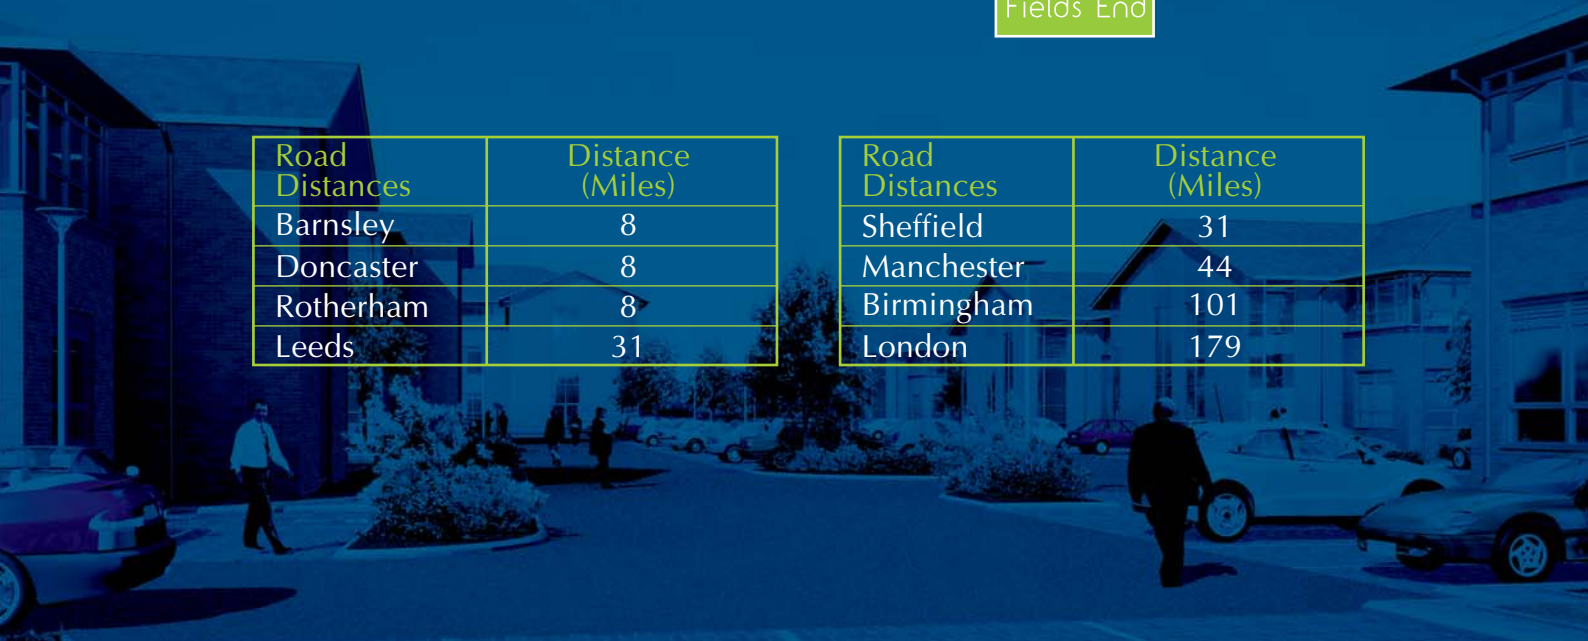 Fields End
Road Distances
Distance (Miles)
Barnsley 8
Doncaster 8
Rotherham 8
Leeds 31
Road Distances
Distance (Miles)
Sheffield 31
Manchester 44
Birmingham 101
London 179